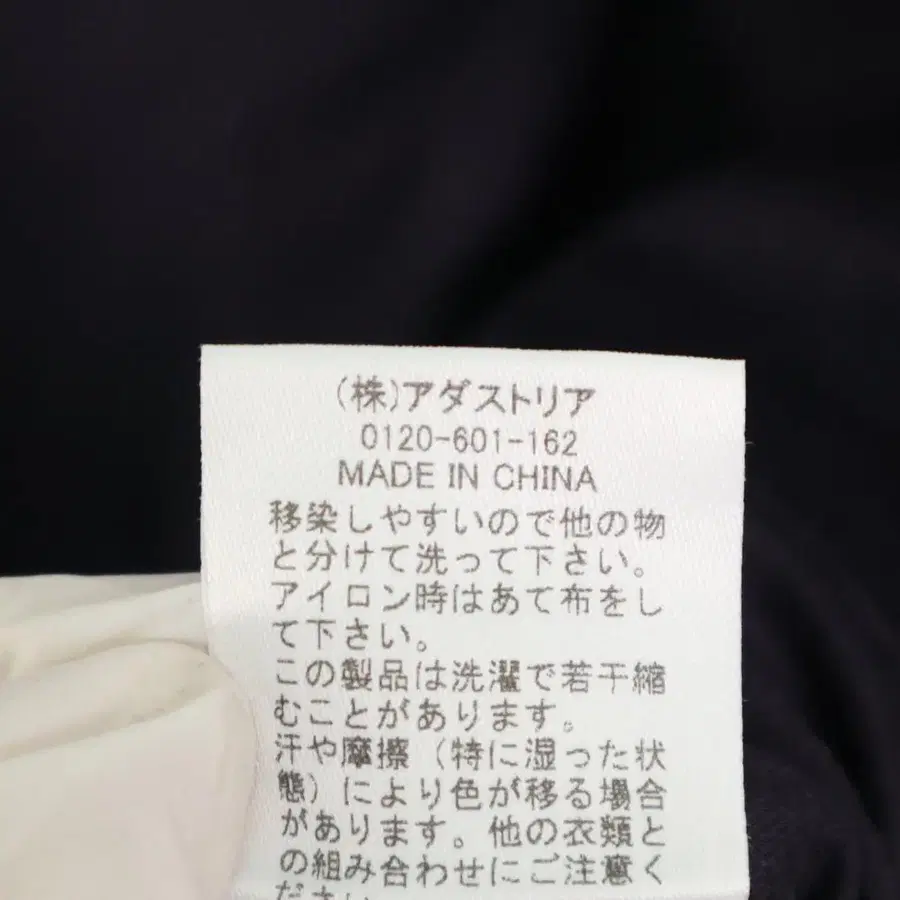 (株)アダストリア
0120-601-162
MADE IN CHINA
移染しやすいので他の物
と分けて洗って下さい。
アイロン時はあて布をし
て下さい。
この製品は洗濯で若干縮
むことがあります。
汗や摩擦（特に湿った状
態）により色が移る場合
があります。他の衣類と
の組み合わせにご注意く
ださい